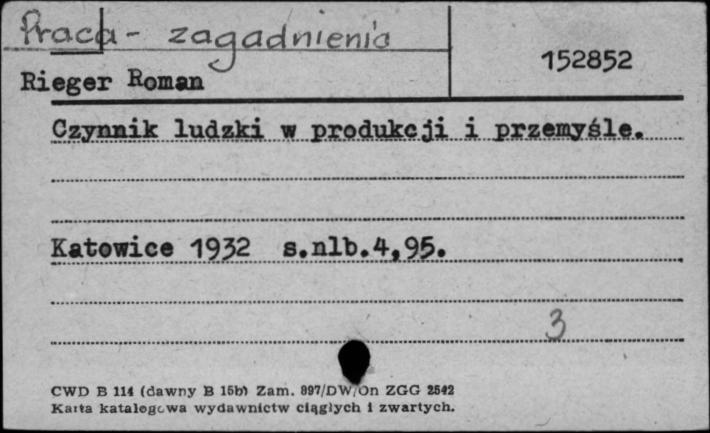 Praca - zagadnienia
152852
Rieger Roman
Czynnik ludzki w produkcji i przemyśle.
Katowice 1932 s.nlb.4,95.
3
CWD B 114 (dawny B 15b) Zam. 897/DW/On ZGG 2542
Karta katalogowa wydawnictw ciągłych i zwartych.